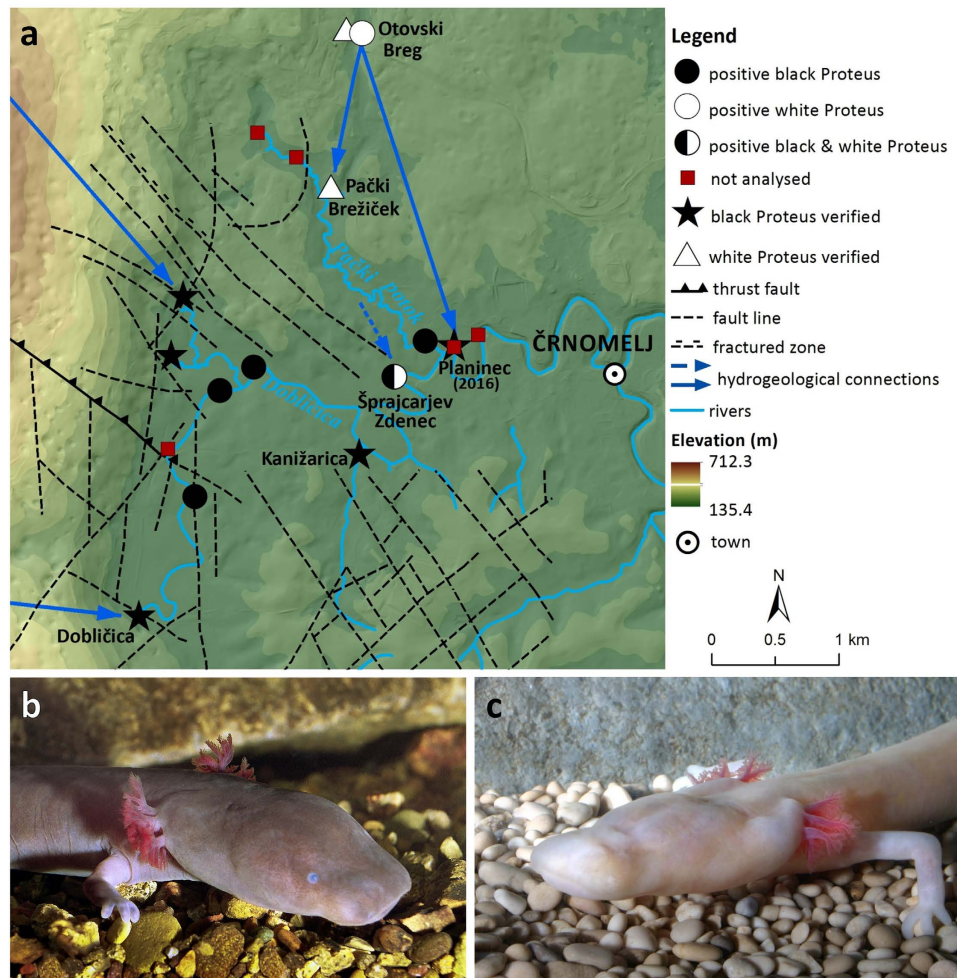 a
Otovski
Breg
Pački
Brežiček
Pački potok
ČRNOMELJ
Planinec
(2016)
Šprajcarjev
Zdenec
Dobličica
Kanižarica
Dobličica
Legend
positive black Proteus
positive white Proteus
positive black & white Proteus
not analysed
black Proteus verified
white Proteus verified
thrust fault
fault line
fractured zone
hydrogeological connections
rivers
Elevation (m)
712.3
135.4
town
N
0 0.5 1 km
b
c